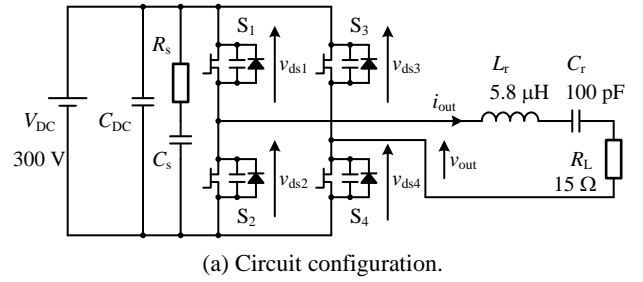 S1 S3
Rs
vds1 vds3
Lr Cr
5.8 μH 100 pF
iout
VDC CDC
300 V
Cs
vds2 vds4
vout
RL
15 Ω
S2 S4
(a) Circuit configuration.